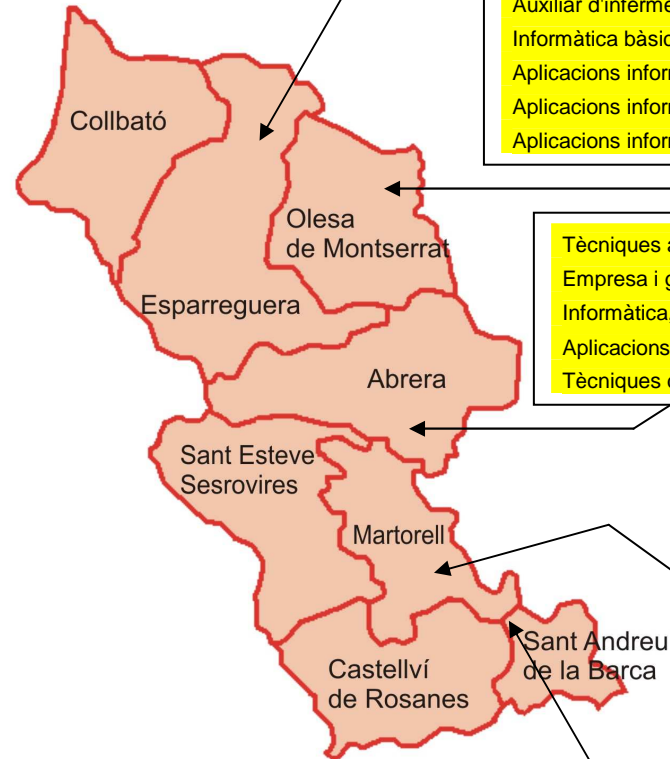 Auxiliar d'inferme
Informàtica bàsic
Aplicacions infor
Aplicacions infor
Aplicacions infor
Collbató
Olesa
de Montserrat
Tècniques a
Empresa i g
Informàtica,
Aplicacions
Tècniques
Esparreguera
Abrera
Sant Esteve
Sesrovires
Martorell
Sant Andreu
de la Barca
Castellví
de Rosanes